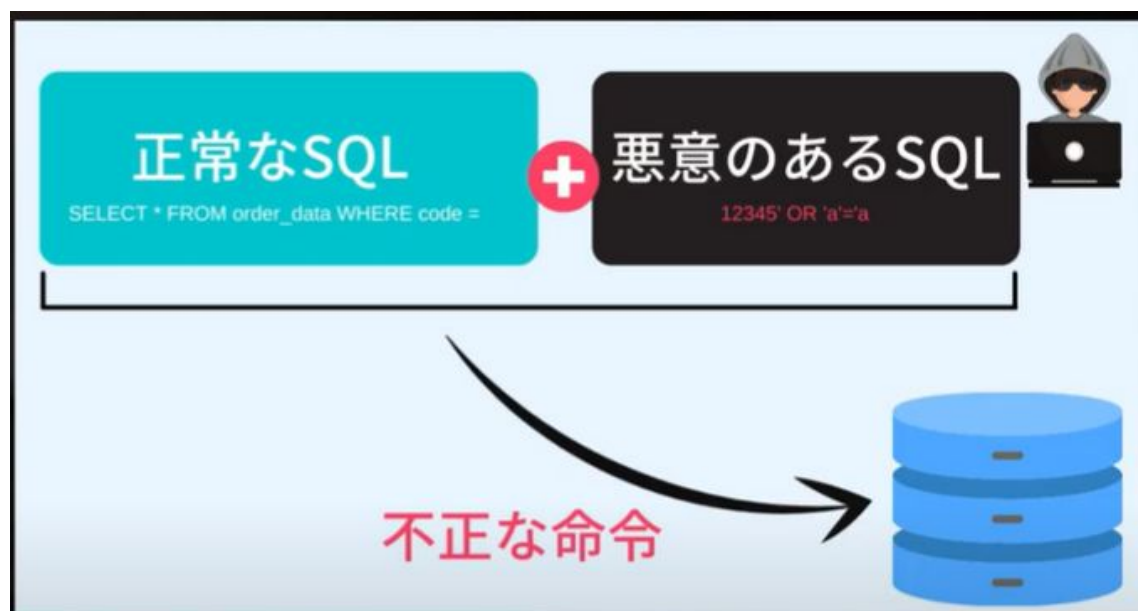 正常なSQL
SELECT * FROM order_data WHERE code =
悪意のあるSQL
12345' OR 'a'='a
不正な命令